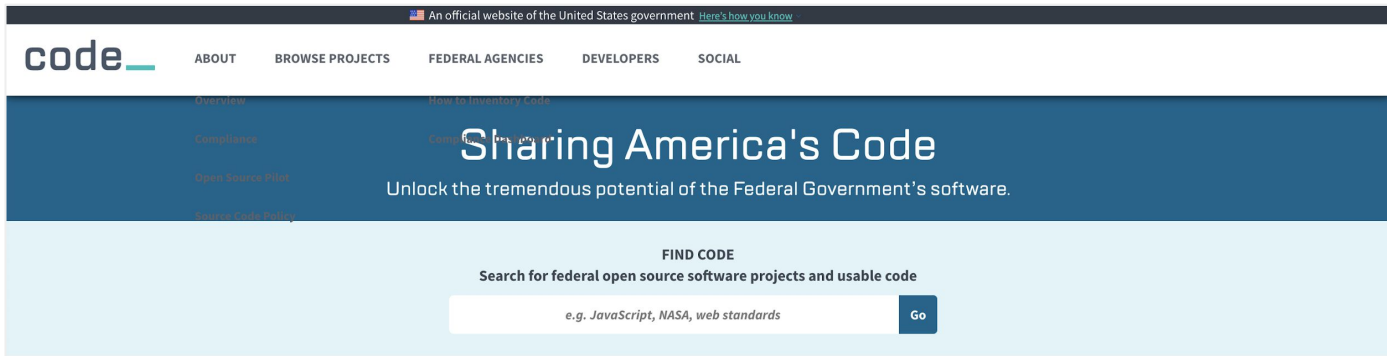 An official website of the United States government Here's how you know
code_
ABOUT BROWSE PROJECTS FEDERAL AGENCIES DEVELOPERS SOCIAL
Overview How to Inventory Code
Compliance Compliance Dashboard
Sharing America's Code
Open Source Pilot
Unlock the tremendous potential of the Federal Government's software.
Source Code Policy
FIND CODE
Search for federal open source software projects and usable code
e.g. JavaScript, NASA, web standards Go